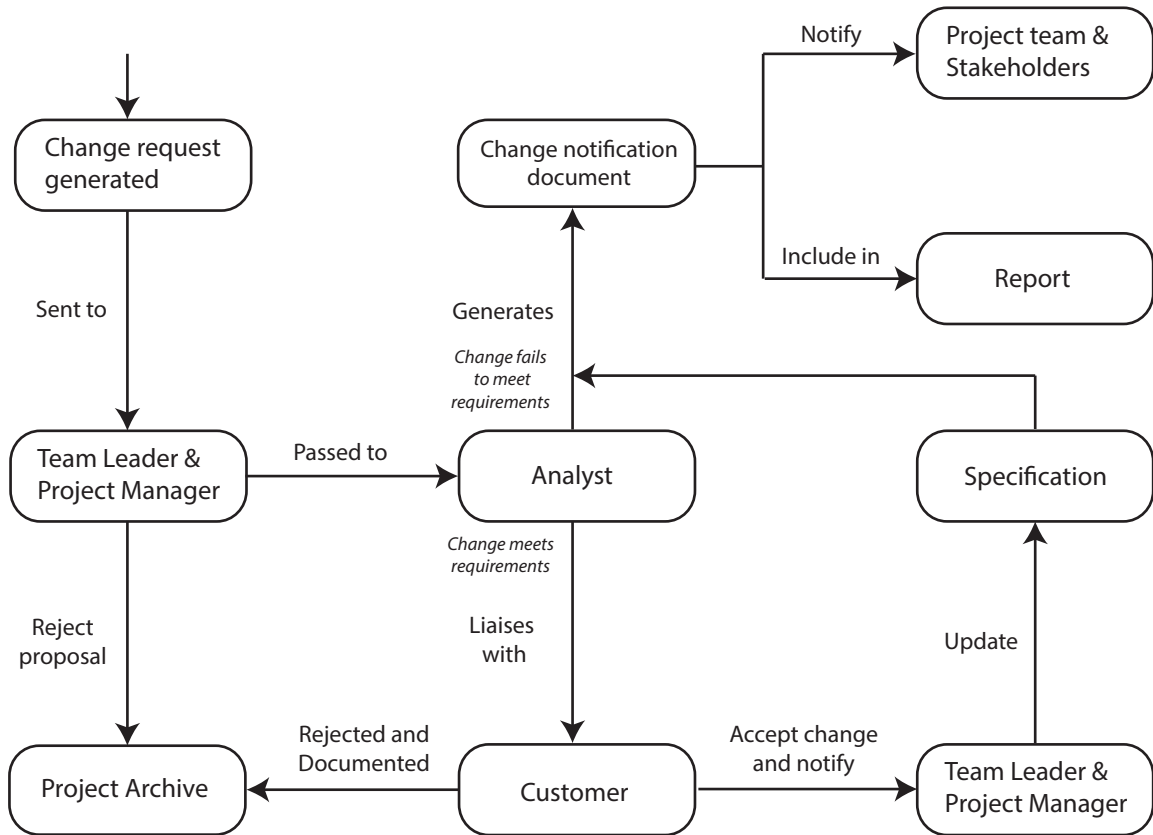 Notify
Project team &
Stakeholders
Change request
generated
Change notification
document
Include in
Report
Sent to
Generates
Change fails
to meet
requirements
Team Leader &
Project Manager
Passed to
Analyst
Specification
Change meets
requirements
Reject
proposal
Liaises
with
Update
Rejected and
Documented
Accept change
and notify
Project Archive
Customer
Team Leader &
Project Manager